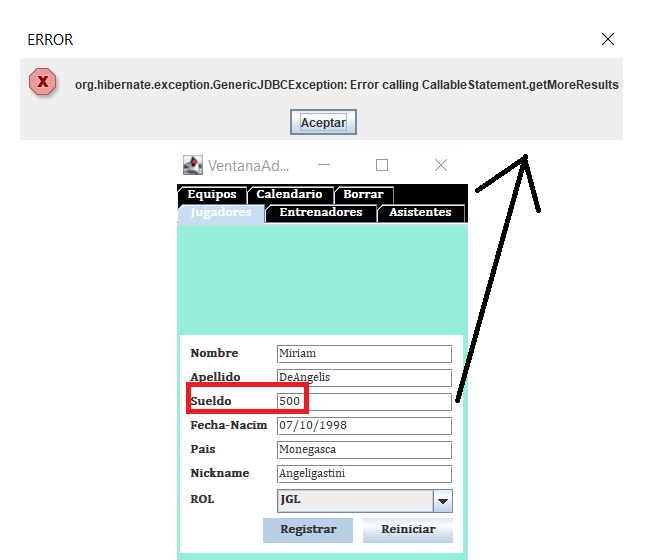 ERROR
org.hibernate.exception.GenericJDBCException: Error calling CallableStatement.getMoreResults
Aceptar
VentanaAd...
Equipos Calendario Borrar
Jugadores Entrenadores Asistentes
Nombre Miriam
Apellido DeAngelis
Sueldo 500
Fecha-Nacim 07/10/1998
Pais Monegasca
Nickname Angeligastini
ROL JGL
Registrar Reiniciar